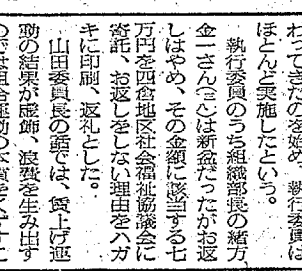 わってきたのを始め、執行委員は
ほとんど実施したという。
執行委員のうち組織部長の緒方
金一さんは新盆だったがお返
しはやめ、その金額に該当する七
万円を四倉地区社会福祉協議会に
寄託、お返しをしない理由をハガ
キに印刷、返礼とした。
山田委員長の話では、賃上げ運
動の結果が虚飾、浪費を生み出す